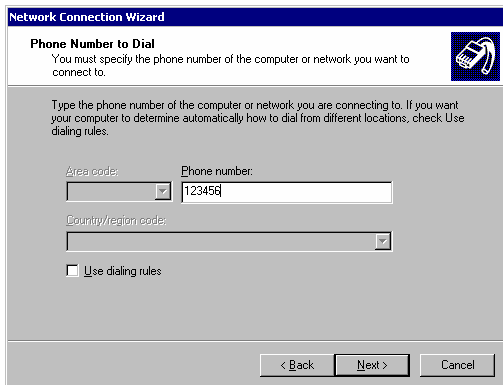 Network Connection Wizard
Phone Number to Dial
You must specify the phone number of the computer or network you want to
connect to.
Type the phone number of the computer or network you are connecting to. If you want
your computer to determine automatically how to dial from different locations, check Use
dialing rules.
Area code: Phone number:
123456
Country/region code:
Use dialing rules
< Back Next > Cancel